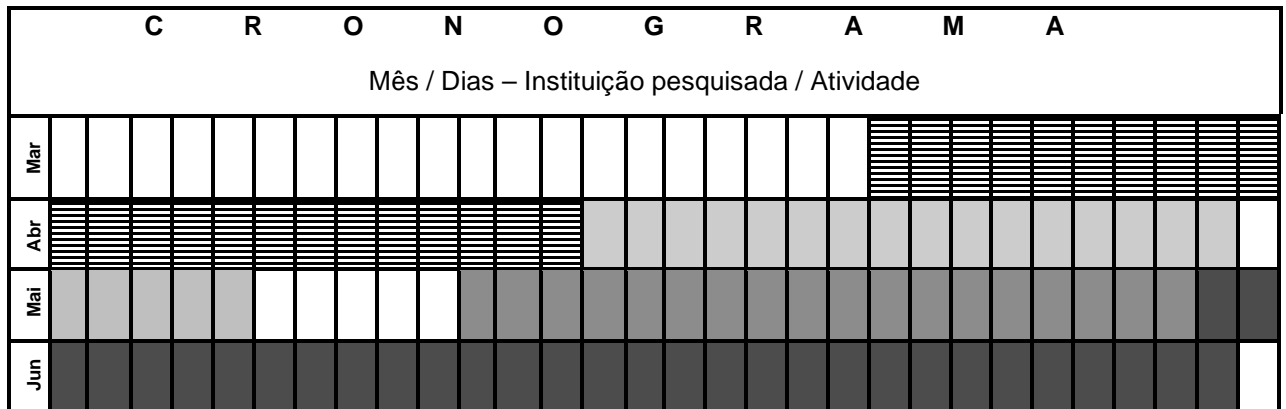 C R O N O G R A M A
Mês / Dias – Instituição pesquisada / Atividade
Mar
Abr
Mai
Jun